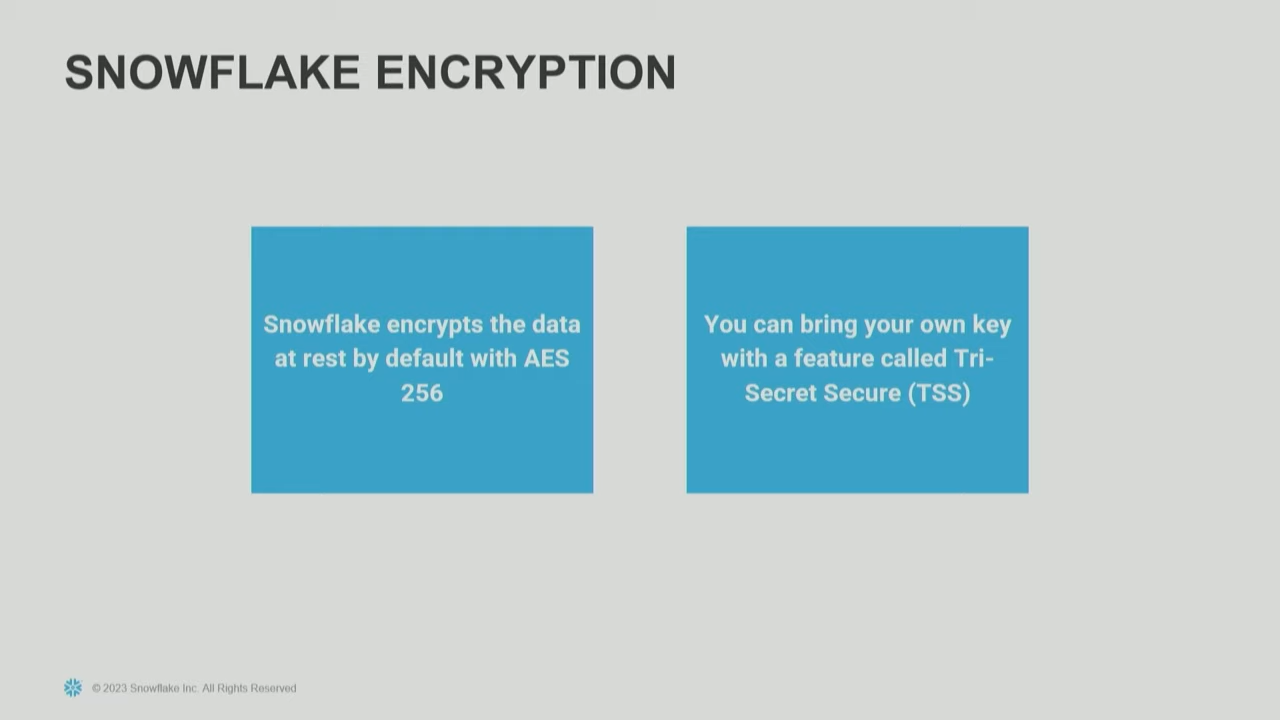 SNOWFLAKE ENCRYPTION
Snowflake encrypts the data
at rest by default with AES
256
You can bring your own key
with a feature called Tri-
Secret Secure (TSS)
© 2023 Snowflake Inc. All Rights Reserved